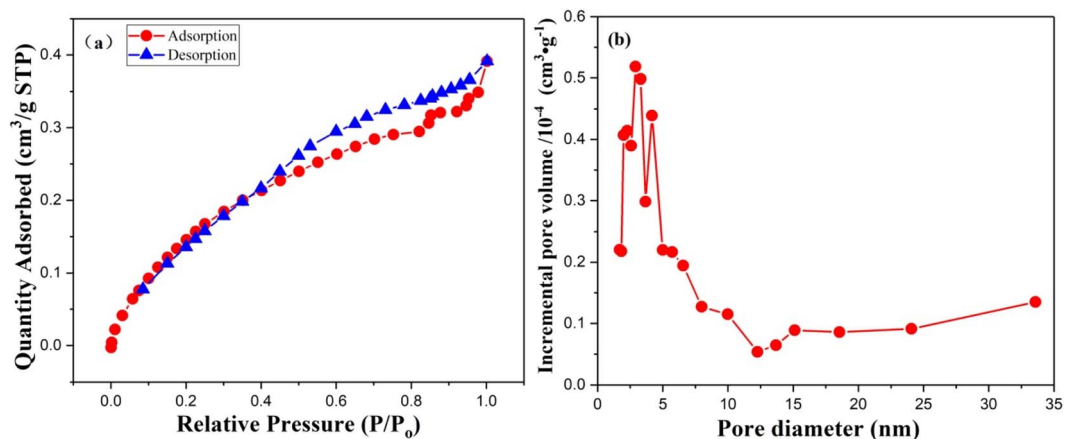 （a）
Adsorption
Desorption
Quantity Adsorbed (cm³/g STP)
0.4
0.3
0.2
0.1
0.0
0.0 0.2 0.4 0.6 0.8 1.0
Relative Pressure (P/Pₒ)
(b)
Incremental pore volume /10⁻⁴ (cm³•g⁻¹)
0.6
0.5
0.4
0.3
0.2
0.1
0.0
0 5 10 15 20 25 30 35
Pore diameter (nm)